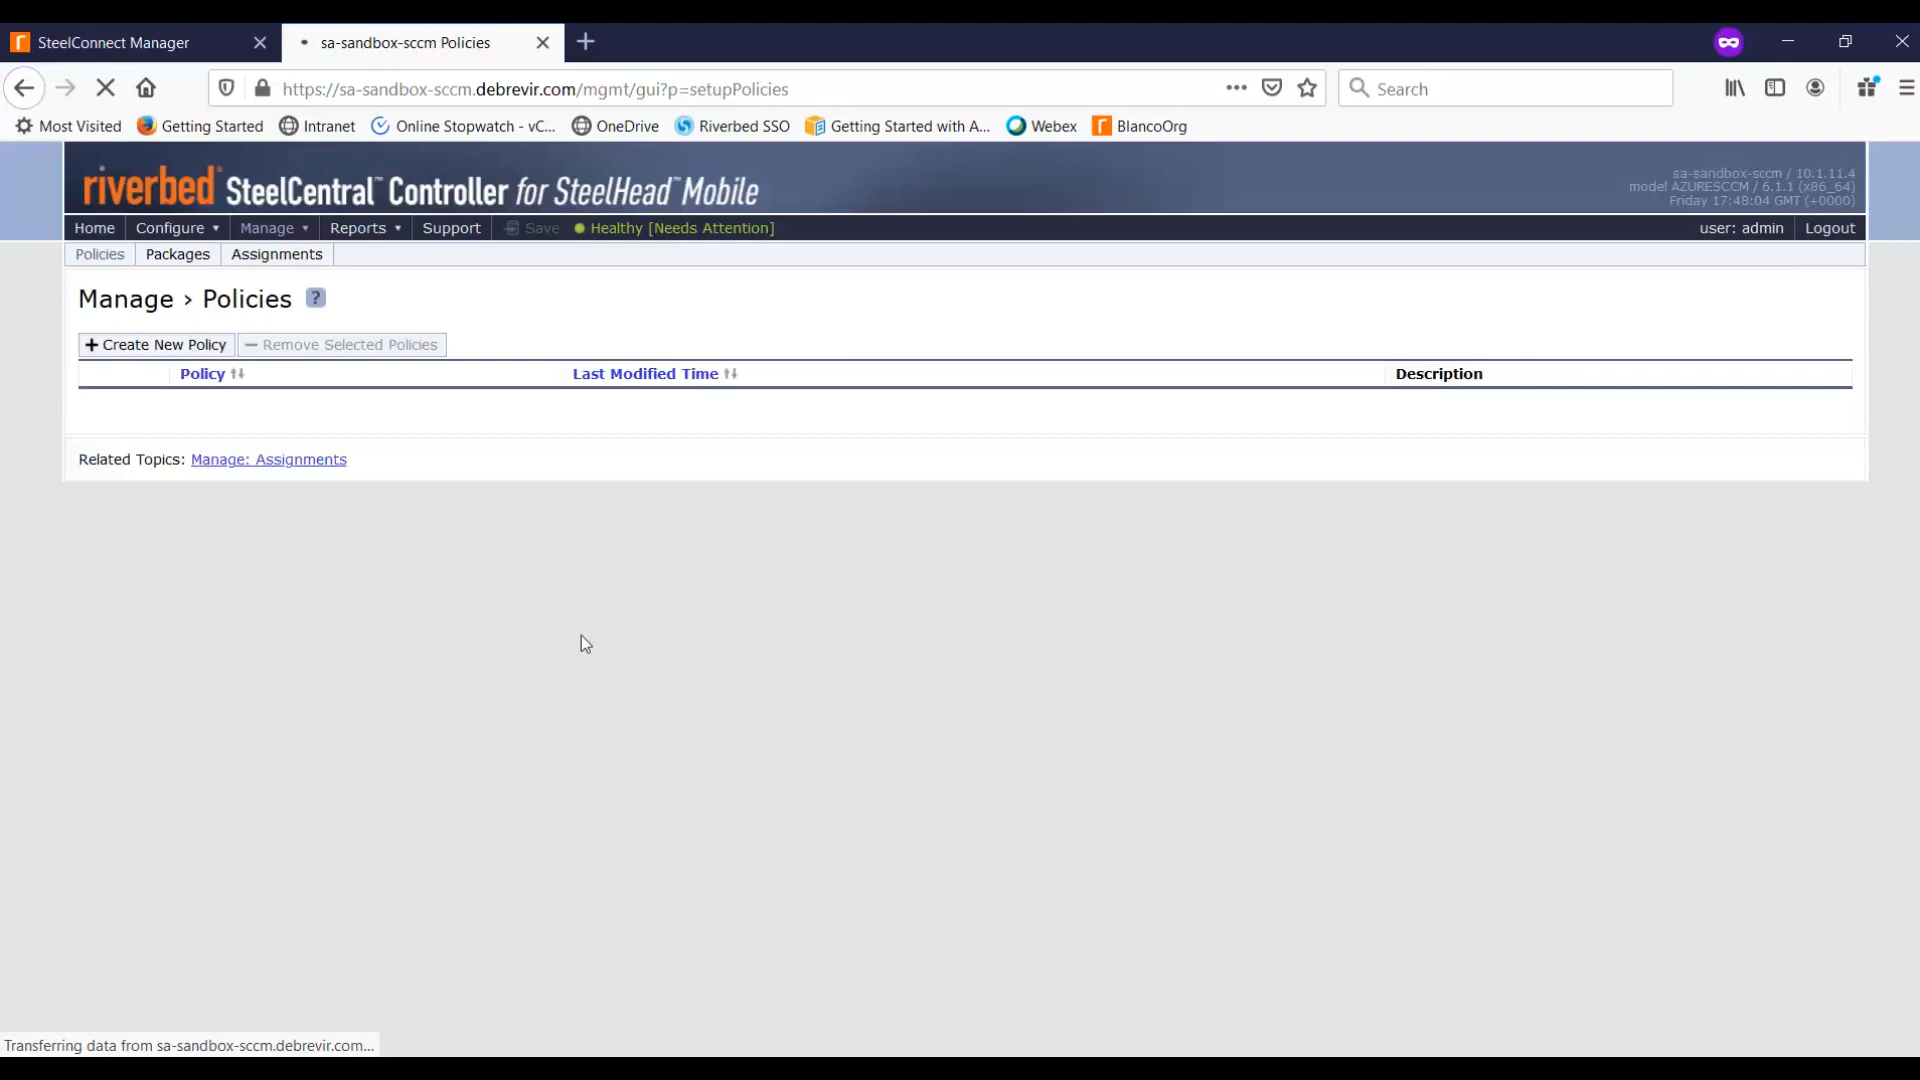 SteelConnect Manager
sa-sandbox-sccm Policies
https://sa-sandbox-sccm.debrevir.com/mgmt/gui?p=setupPolicies
Search
Most Visited
Getting Started
Intranet
Online Stopwatch - vC...
OneDrive
Riverbed SSO
Getting Started with A...
Webex
BlancoOrg
riverbed SteelCentral™ Controller for SteelHead™ Mobile
sa-sandbox-sccm / 10.1.11.4
model AZURESCCM / 6.1.1 (x86_64)
Friday 17:48:04 GMT (+0000)
Home
Configure
Manage
Reports
Support
Save
Healthy [Needs Attention]
user: admin
Logout
Policies
Packages
Assignments
Manage › Policies ?
+ Create New Policy
− Remove Selected Policies
Policy
Last Modified Time
Description
Related Topics: Manage: Assignments
Transferring data from sa-sandbox-sccm.debrevir.com...